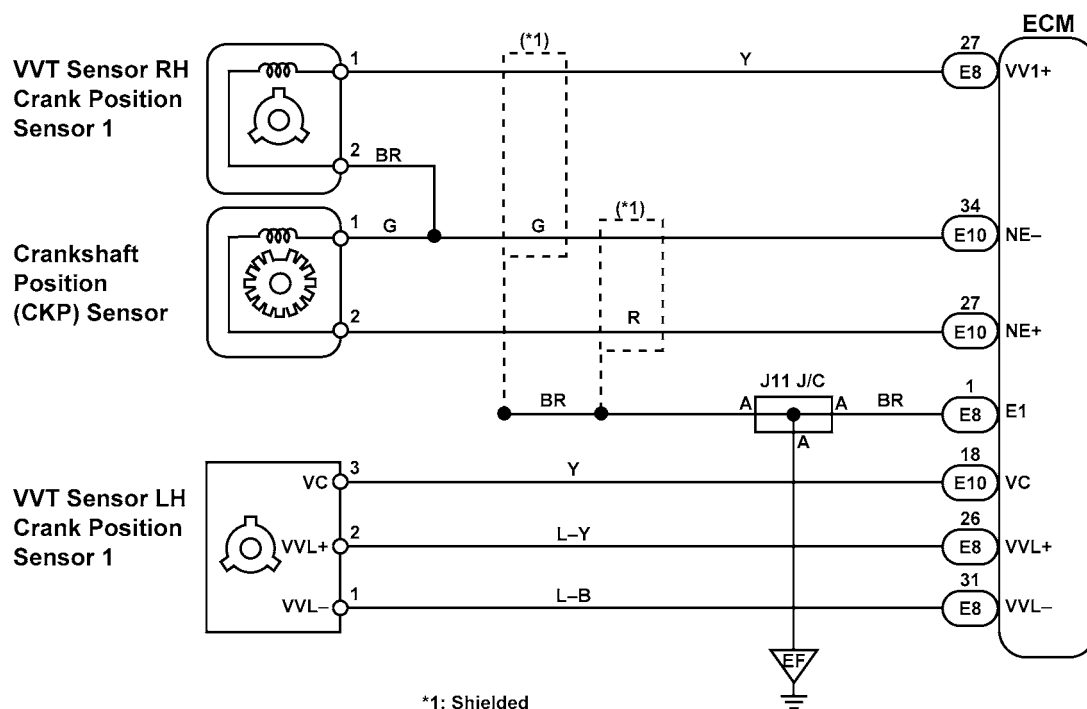 ECM
VVT Sensor RH
Crank Position
Sensor 1
1
(*1)
Y
27
E8
VV1+
2
BR
Crankshaft
Position
(CKP) Sensor
1
G
G
(*1)
34
E10
NE–
2
R
27
E10
NE+
BR
J11 J/C
A
A
A
BR
1
E8
E1
VVT Sensor LH
Crank Position
Sensor 1
VC
3
Y
18
E10
VC
VVL+
2
L–Y
26
E8
VVL+
VVL–
1
L–B
31
E8
VVL–
EF
*1: Shielded